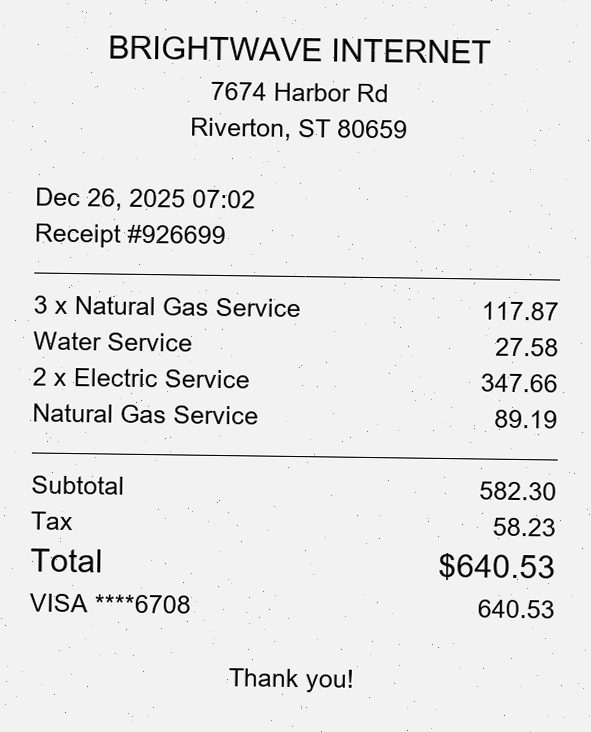 BRIGHTWAVE INTERNET
7674 Harbor Rd
Riverton, ST 80659
Dec 26, 2025 07:02
Receipt #926699
3 x Natural Gas Service 117.87
Water Service 27.58
2 x Electric Service 347.66
Natural Gas Service 89.19
Subtotal 582.30
Tax 58.23
Total $640.53
VISA ****6708 640.53
Thank you!